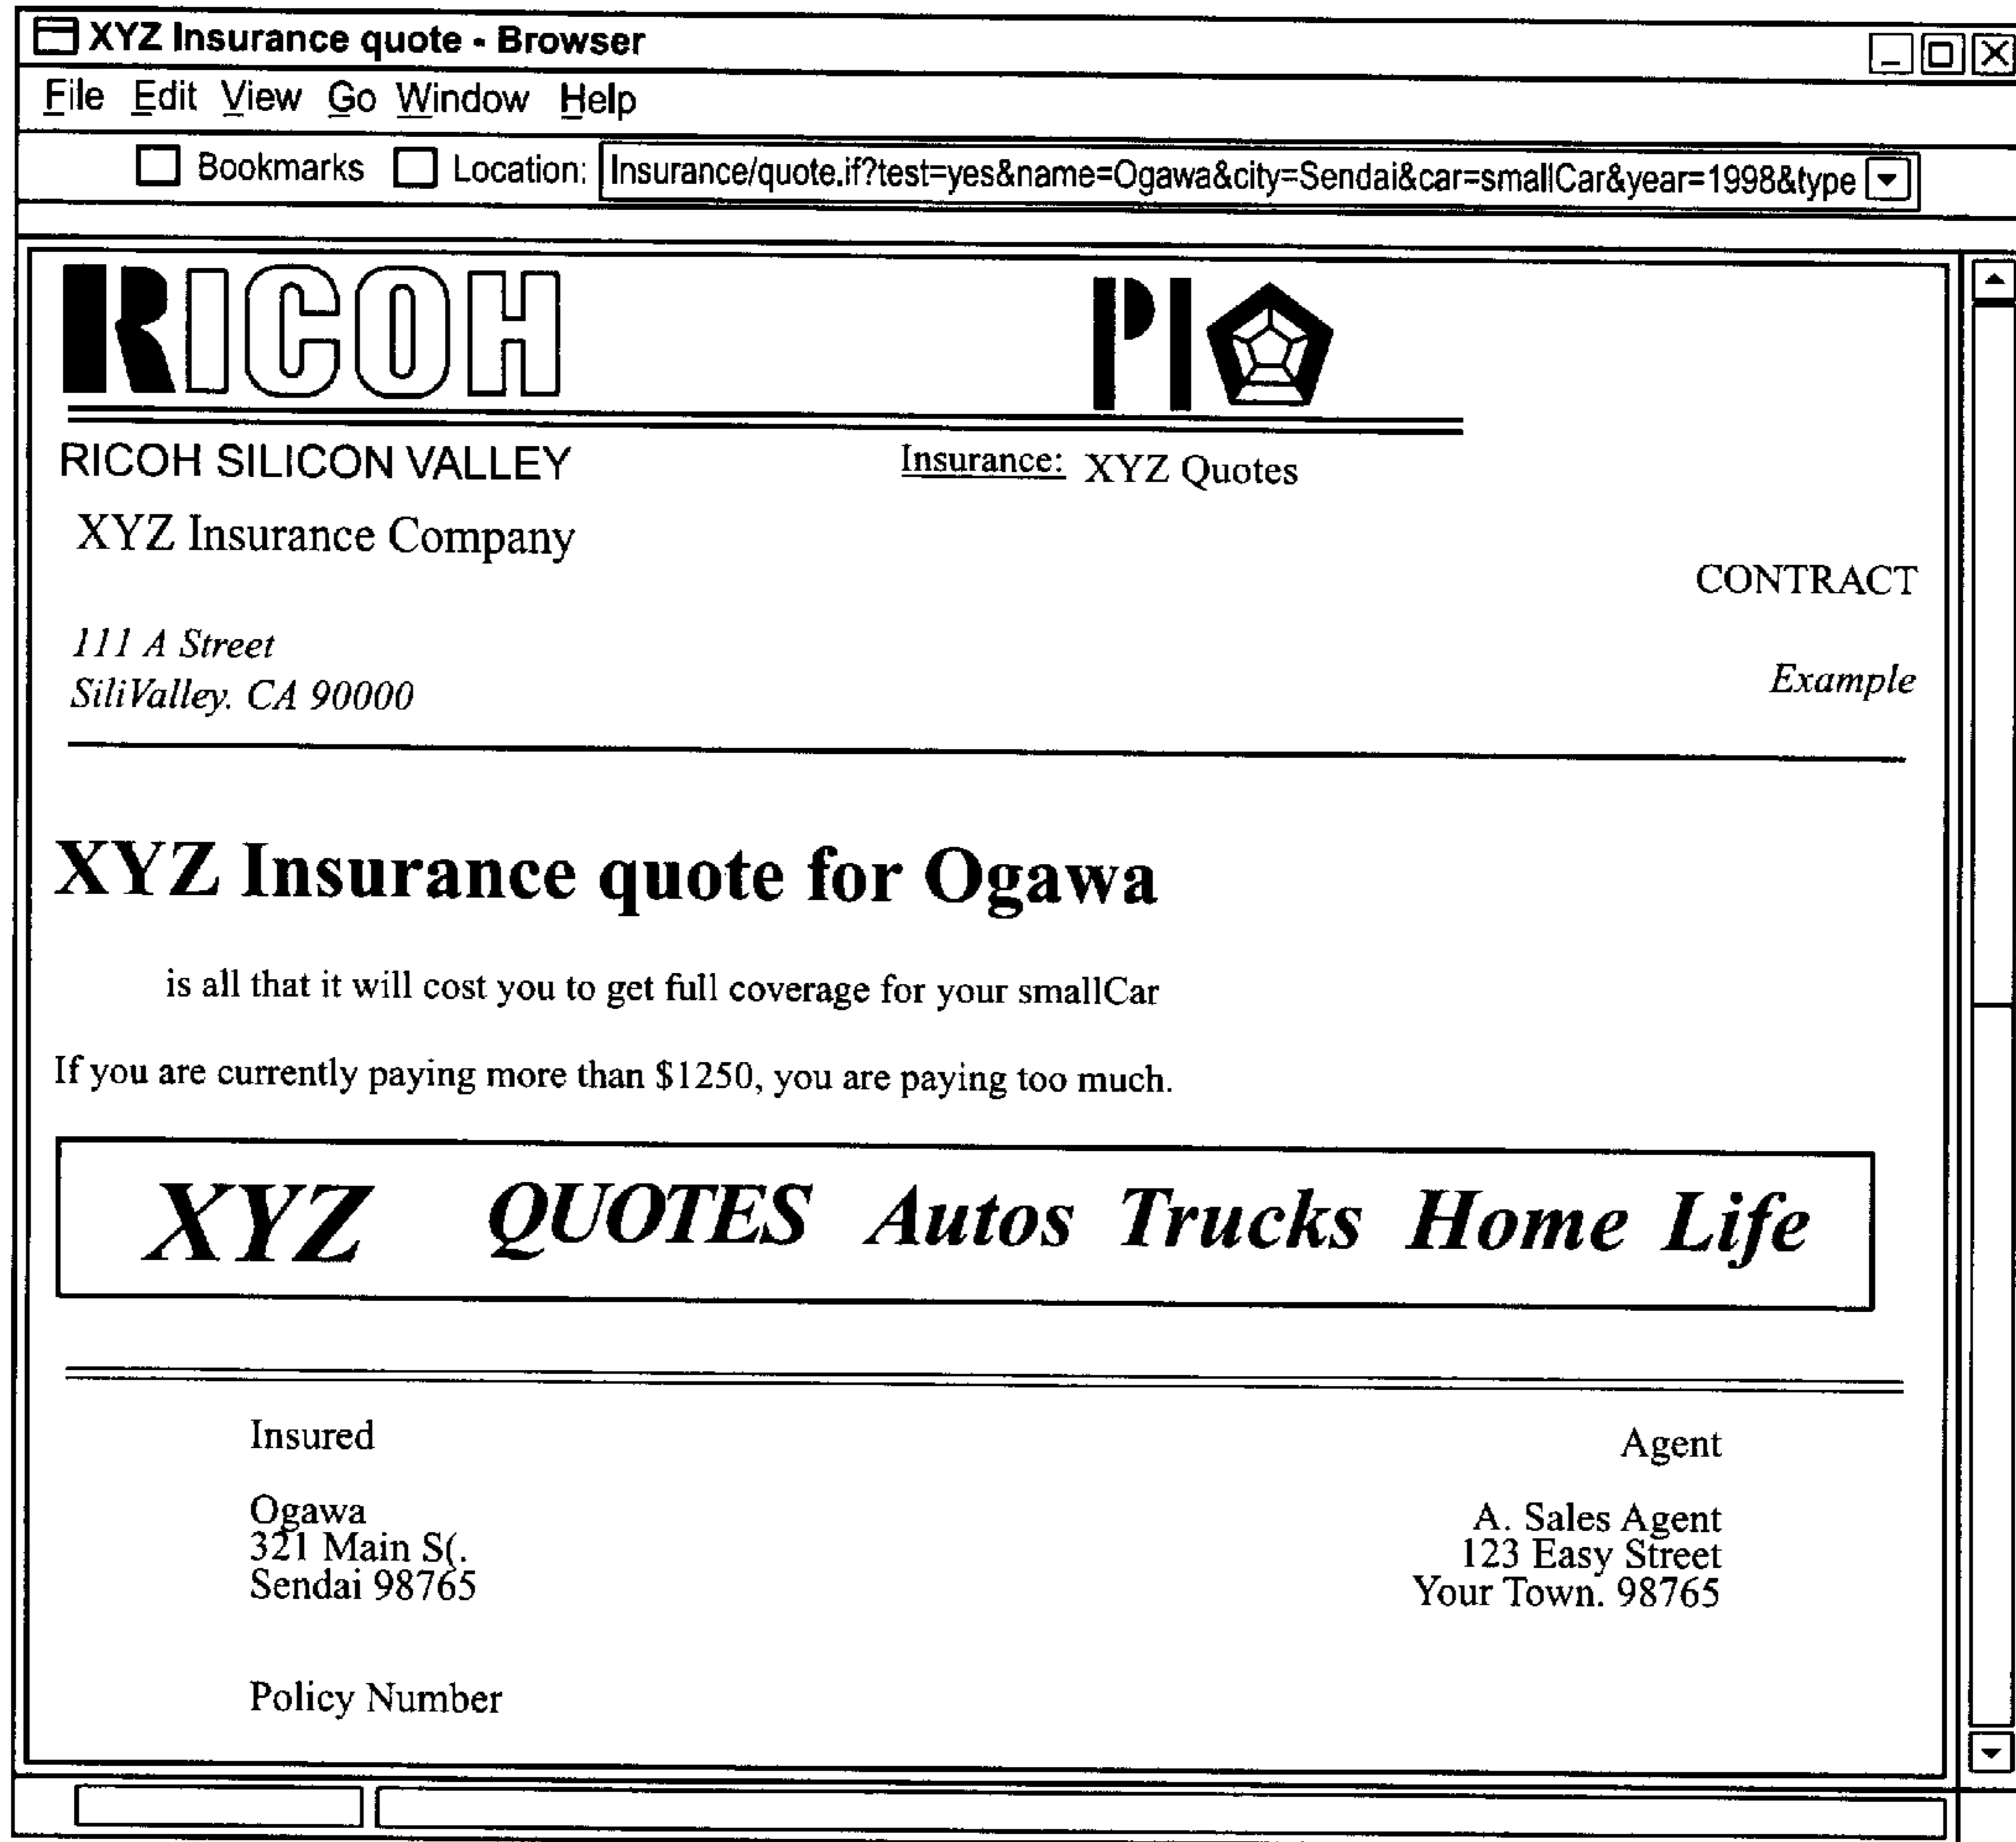 XYZ Insurance quote - Browser
File Edit View Go Window Help
Bookmarks Location: Insurance/quote.if?test=yes&name=Ogawa&city=Sendai&car=smallCar&year=1998&type
RICOH PI
RICOH SILICON VALLEY Insurance: XYZ Quotes
XYZ Insurance Company
CONTRACT
111 A Street
SiliValley. CA 90000
Example
XYZ Insurance quote for Ogawa
is all that it will cost you to get full coverage for your smallCar
If you are currently paying more than $1250, you are paying too much.
XYZ QUOTES Autos Trucks Home Life
Insured Agent
Ogawa A. Sales Agent
321 Main S(. 123 Easy Street
Sendai 98765 Your Town. 98765
Policy Number